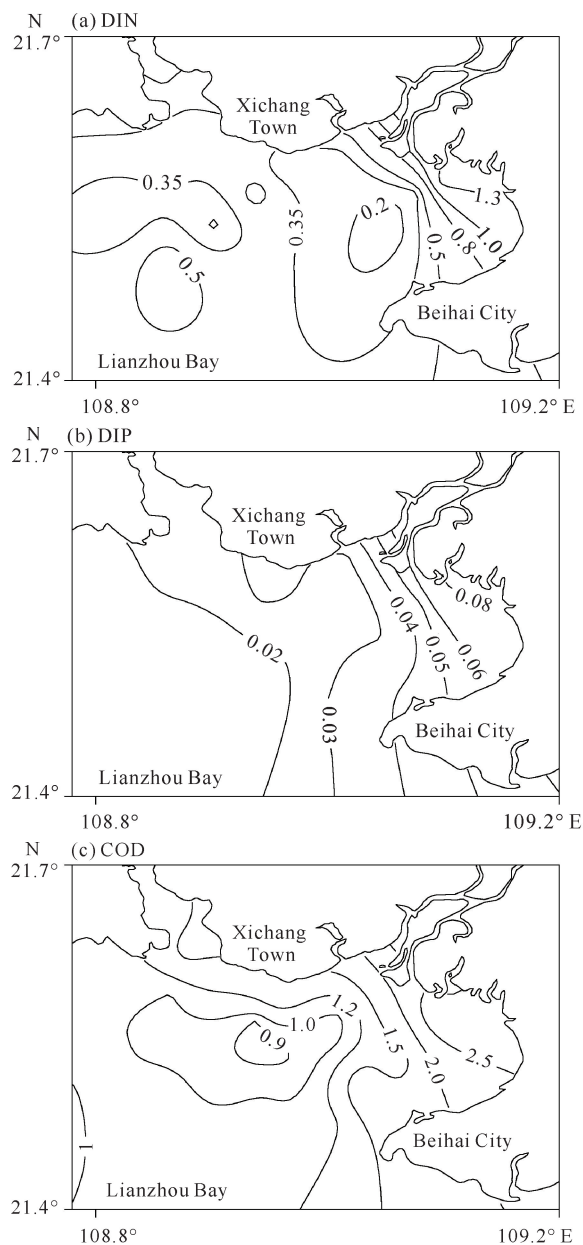 N
(a) DIN
21.7°
Xichang
Town
0.35
1.3
0.2
0.35
1.0
0.8
0.5
0.5
Beihai City
Lianzhou Bay
21.4°
108.8°
109.2° E
N
(b) DIP
21.7°
Xichang
Town
0.08
0.04
0.02
0.05
0.06
0.03
Beihai City
Lianzhou Bay
21.4°
108.8°
109.2° E
N
(c) COD
21.7°
Xichang
Town
1.2
1.0
0.9
1.5
2.5
2.0
1
Beihai City
Lianzhou Bay
21.4°
108.8°
109.2° E